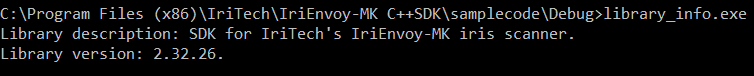 C:\Program Files (x86)\IriTech\IriEnvoy-MK C++SDK\samplecode\Debug>library_info.exe
Library description: SDK for IriTech's IriEnvoy-MK iris scanner.
Library version: 2.32.26.